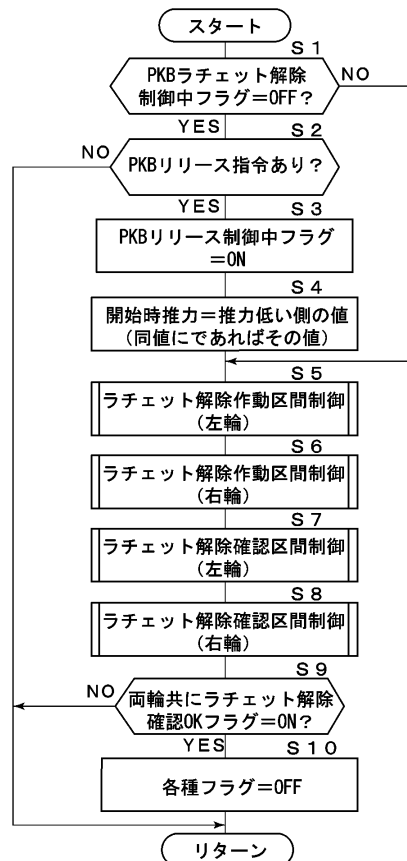 スタート
S1
PKBラチェット解除
制御中フラグ=OFF?
NO
YES
S2
NO
PKBリリース指令あり?
YES
S3
PKBリリース制御中フラグ
=ON
S4
開始時推力=推力低い側の値
(同値にであればその値)
S5
ラチェット解除作動区間制御
(左輪)
S6
ラチェット解除作動区間制御
(右輪)
S7
ラチェット解除確認区間制御
(左輪)
S8
ラチェット解除確認区間制御
(右輪)
S9
NO
両輪共にラチェット解除
確認OKフラグ=ON?
YES
S10
各種フラグ=OFF
リターン